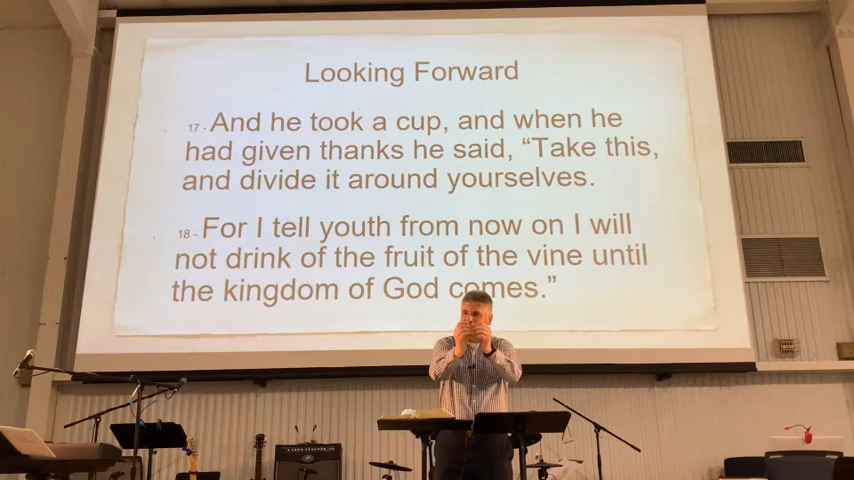 Looking Forward
17 - And he took a cup, and when he
had given thanks he said, “Take this,
and divide it around yourselves.
18 - For I tell youth from now on I will
not drink of the fruit of the vine until
the kingdom of God comes.”